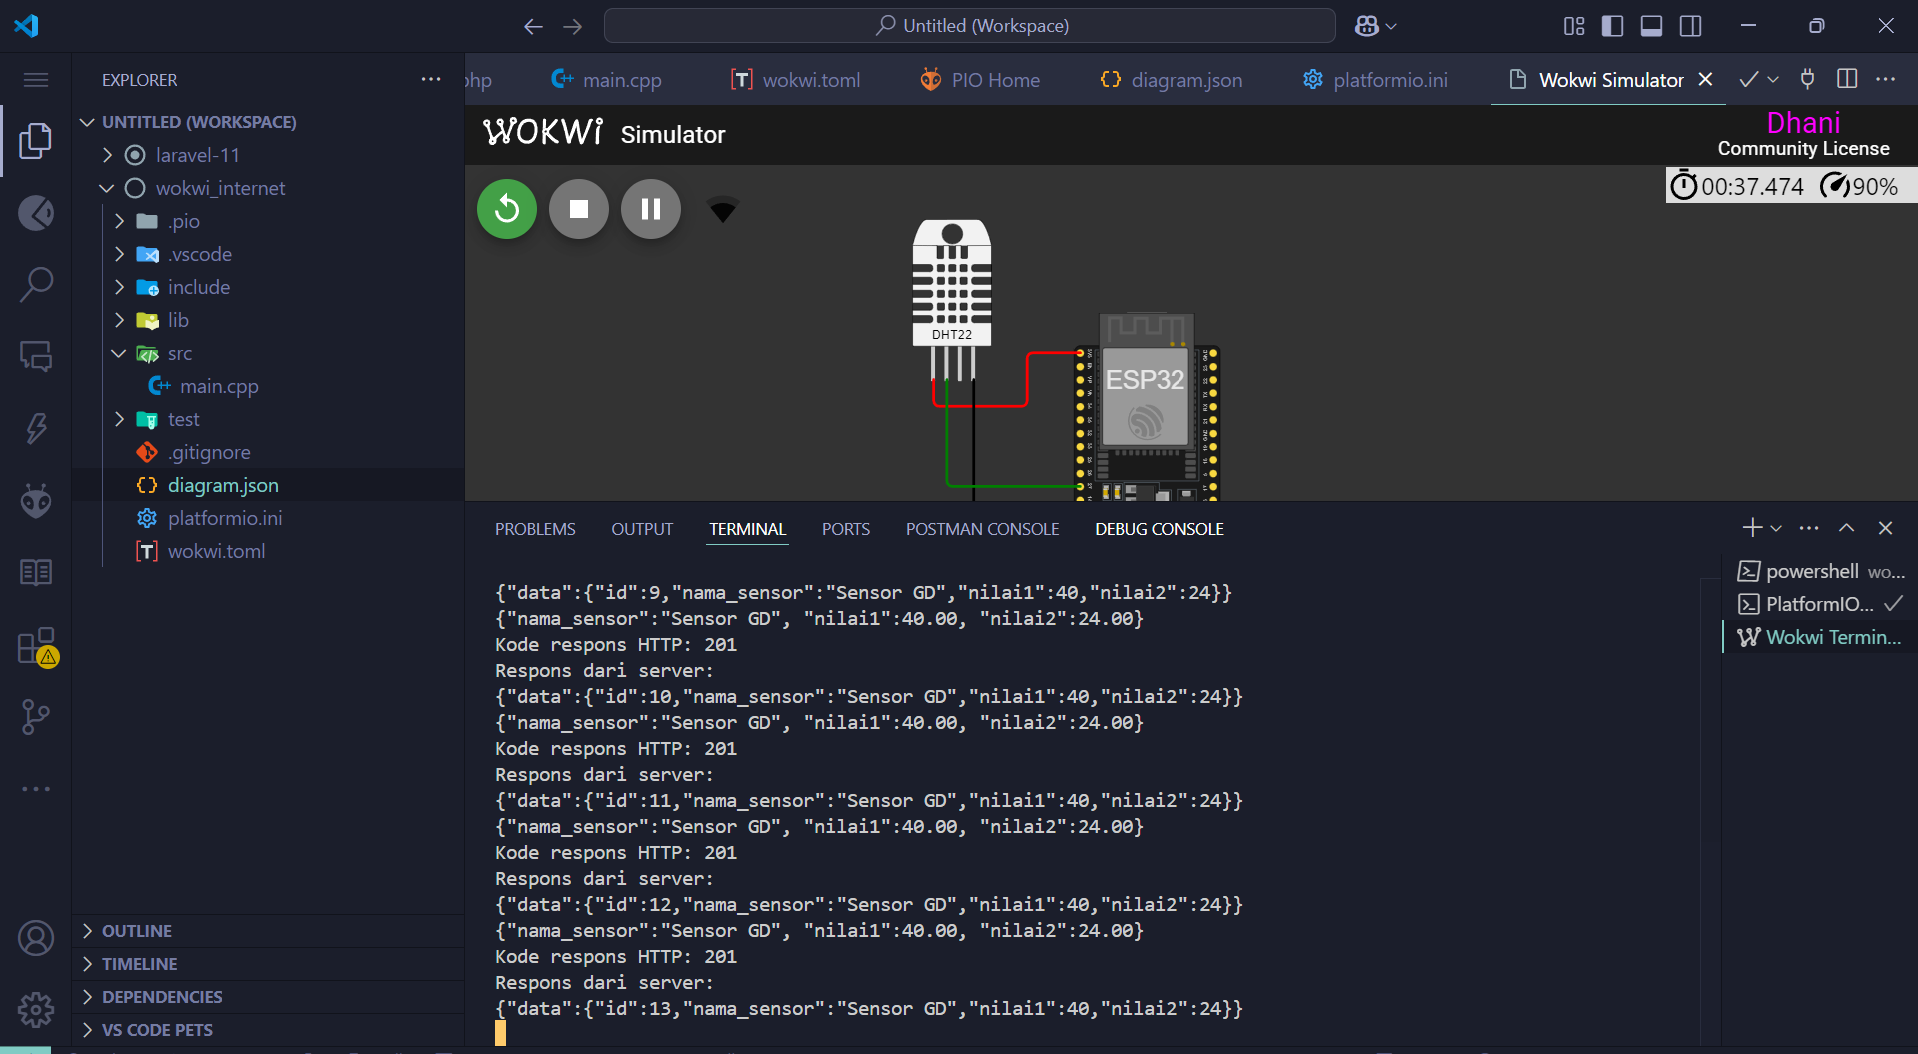 Untitled (Workspace)
EXPLORER
hp
main.cpp
wokwi.toml
PIO Home
diagram.json
platformio.ini
Wokwi Simulator
UNTITLED (WORKSPACE)
laravel-11
wokwi_internet
.pio
.vscode
include
lib
src
main.cpp
test
.gitignore
diagram.json
platformio.ini
wokwi.toml
OUTLINE
TIMELINE
DEPENDENCIES
VS CODE PETS
WOKWi Simulator
Dhani
Community License
00:37.474 90%
DHT22
ESP32
PROBLEMS OUTPUT TERMINAL PORTS POSTMAN CONSOLE DEBUG CONSOLE
{"data":{"id":9,"nama_sensor":"Sensor GD","nilai1":40,"nilai2":24}}
{"nama_sensor":"Sensor GD", "nilai1":40.00, "nilai2":24.00}
Kode respons HTTP: 201
Respons dari server:
{"data":{"id":10,"nama_sensor":"Sensor GD","nilai1":40,"nilai2":24}}
{"nama_sensor":"Sensor GD", "nilai1":40.00, "nilai2":24.00}
Kode respons HTTP: 201
Respons dari server:
{"data":{"id":11,"nama_sensor":"Sensor GD","nilai1":40,"nilai2":24}}
{"nama_sensor":"Sensor GD", "nilai1":40.00, "nilai2":24.00}
Kode respons HTTP: 201
Respons dari server:
{"data":{"id":12,"nama_sensor":"Sensor GD","nilai1":40,"nilai2":24}}
{"nama_sensor":"Sensor GD", "nilai1":40.00, "nilai2":24.00}
Kode respons HTTP: 201
Respons dari server:
{"data":{"id":13,"nama_sensor":"Sensor GD","nilai1":40,"nilai2":24}}
powershell wo...
PlatformIO...
Wokwi Termin...